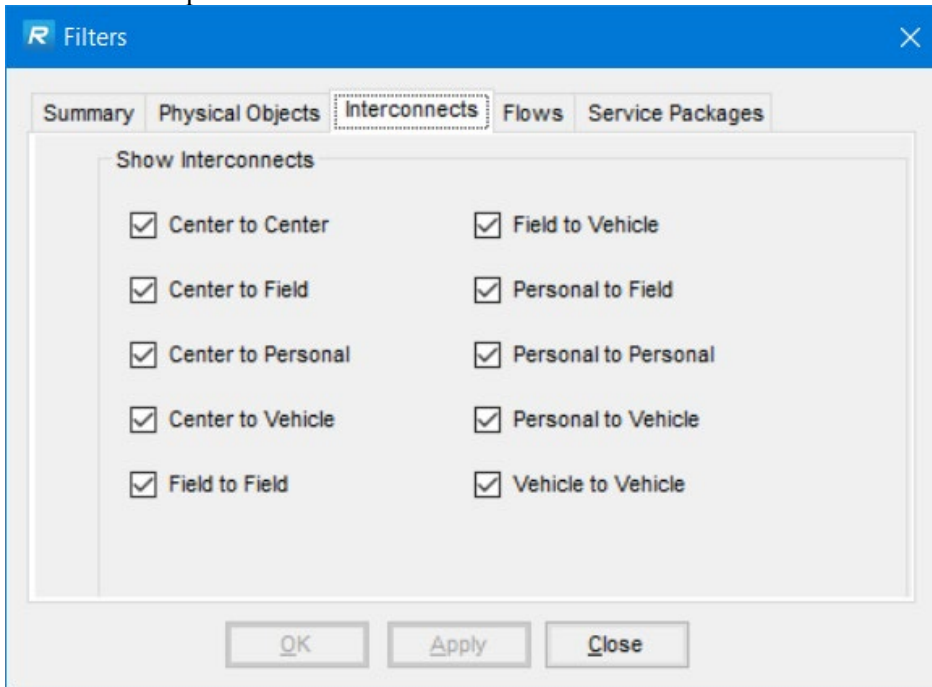 R Filters
Summary Physical Objects Interconnects Flows Service Packages
Show Interconnects
Center to Center Field to Vehicle
Center to Field Personal to Field
Center to Personal Personal to Personal
Center to Vehicle Personal to Vehicle
Field to Field Vehicle to Vehicle
OK Apply Close